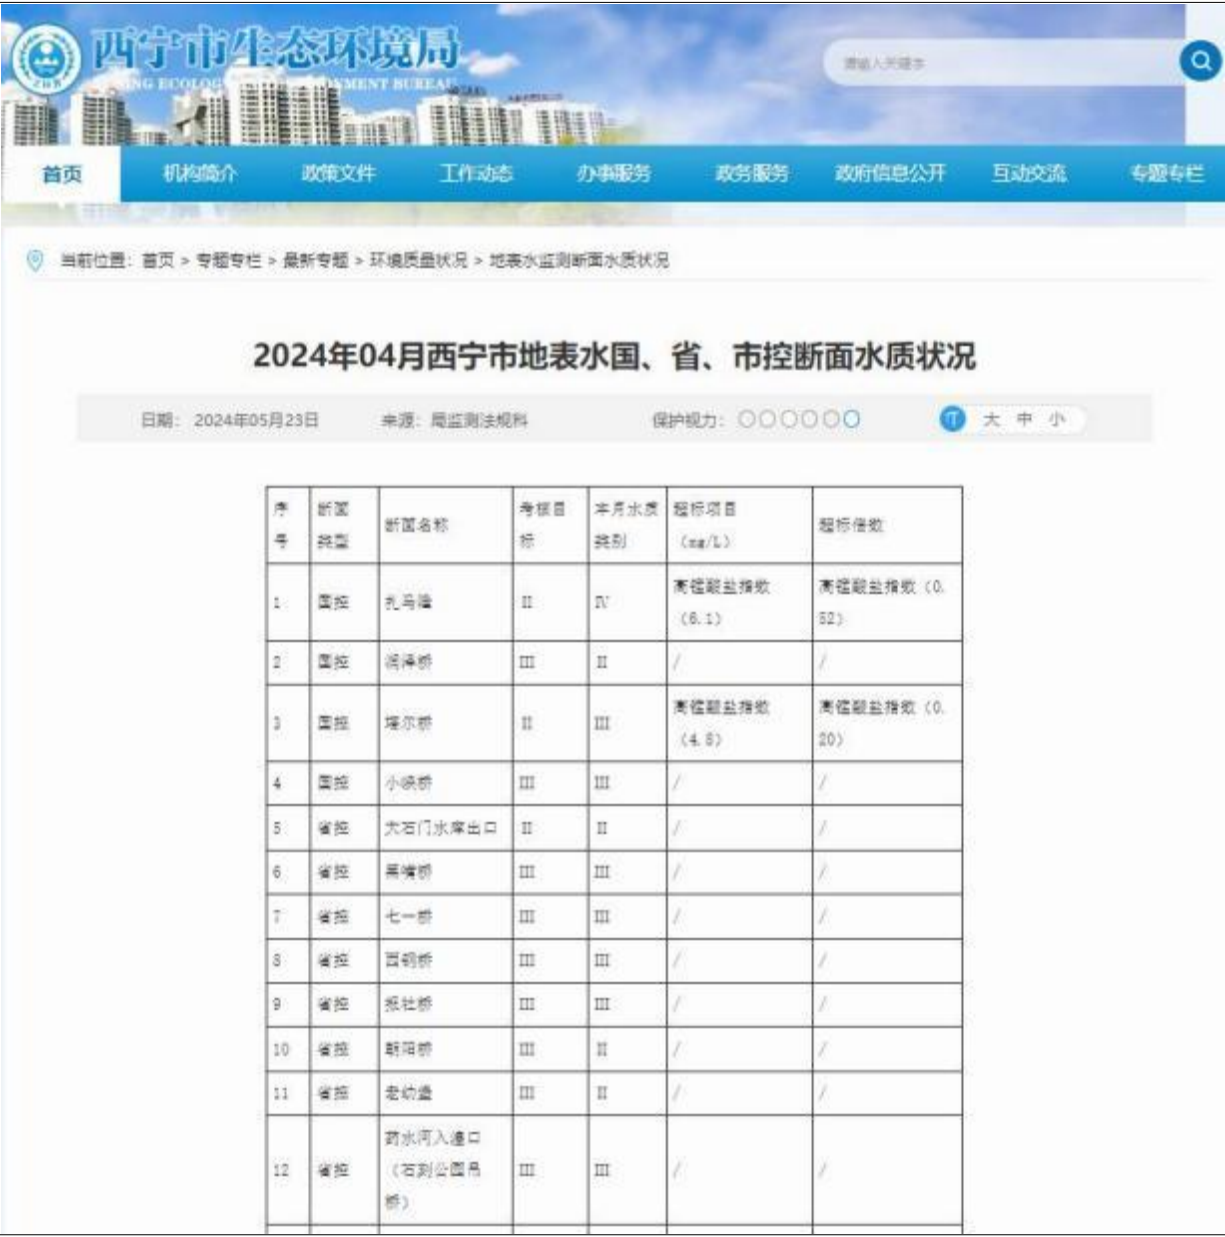 西宁市生态环境局
请输入关键字
首页 机构简介 政策文件 工作动态 办事服务 政务服务 政府信息公开 互动交流 专题专栏
当前位置：首页 > 专题专栏 > 最新专题 > 环境质量状况 > 地表水监测断面水质状况
2024年04月西宁市地表水国、省、市控断面水质状况
日期： 2024年05月23日 来源：局监测法规科 保护视力： 大 中 小
序号 断面类型 断面名称 考核目标 本月水质类别 超标项目（mg/L） 超标倍数
1 国控 扎马隆 II IV 高锰酸盐指数（6.1） 高锰酸盐指数（0.52）
2 国控 润泽桥 III II / /
3 国控 塔尔桥 II III 高锰酸盐指数（4.8） 高锰酸盐指数（0.20）
4 国控 小峡桥 III III / /
5 省控 大石门水库出口 II II / /
6 省控 黑嘴桥 III III / /
7 省控 七一桥 III III / /
8 省控 西钢桥 III III / /
9 省控 报社桥 III III / /
10 省控 朝阳桥 III II / /
11 省控 老幼堡 III II / /
12 省控 药水河入湟口（石刻公园吊桥） III III / /